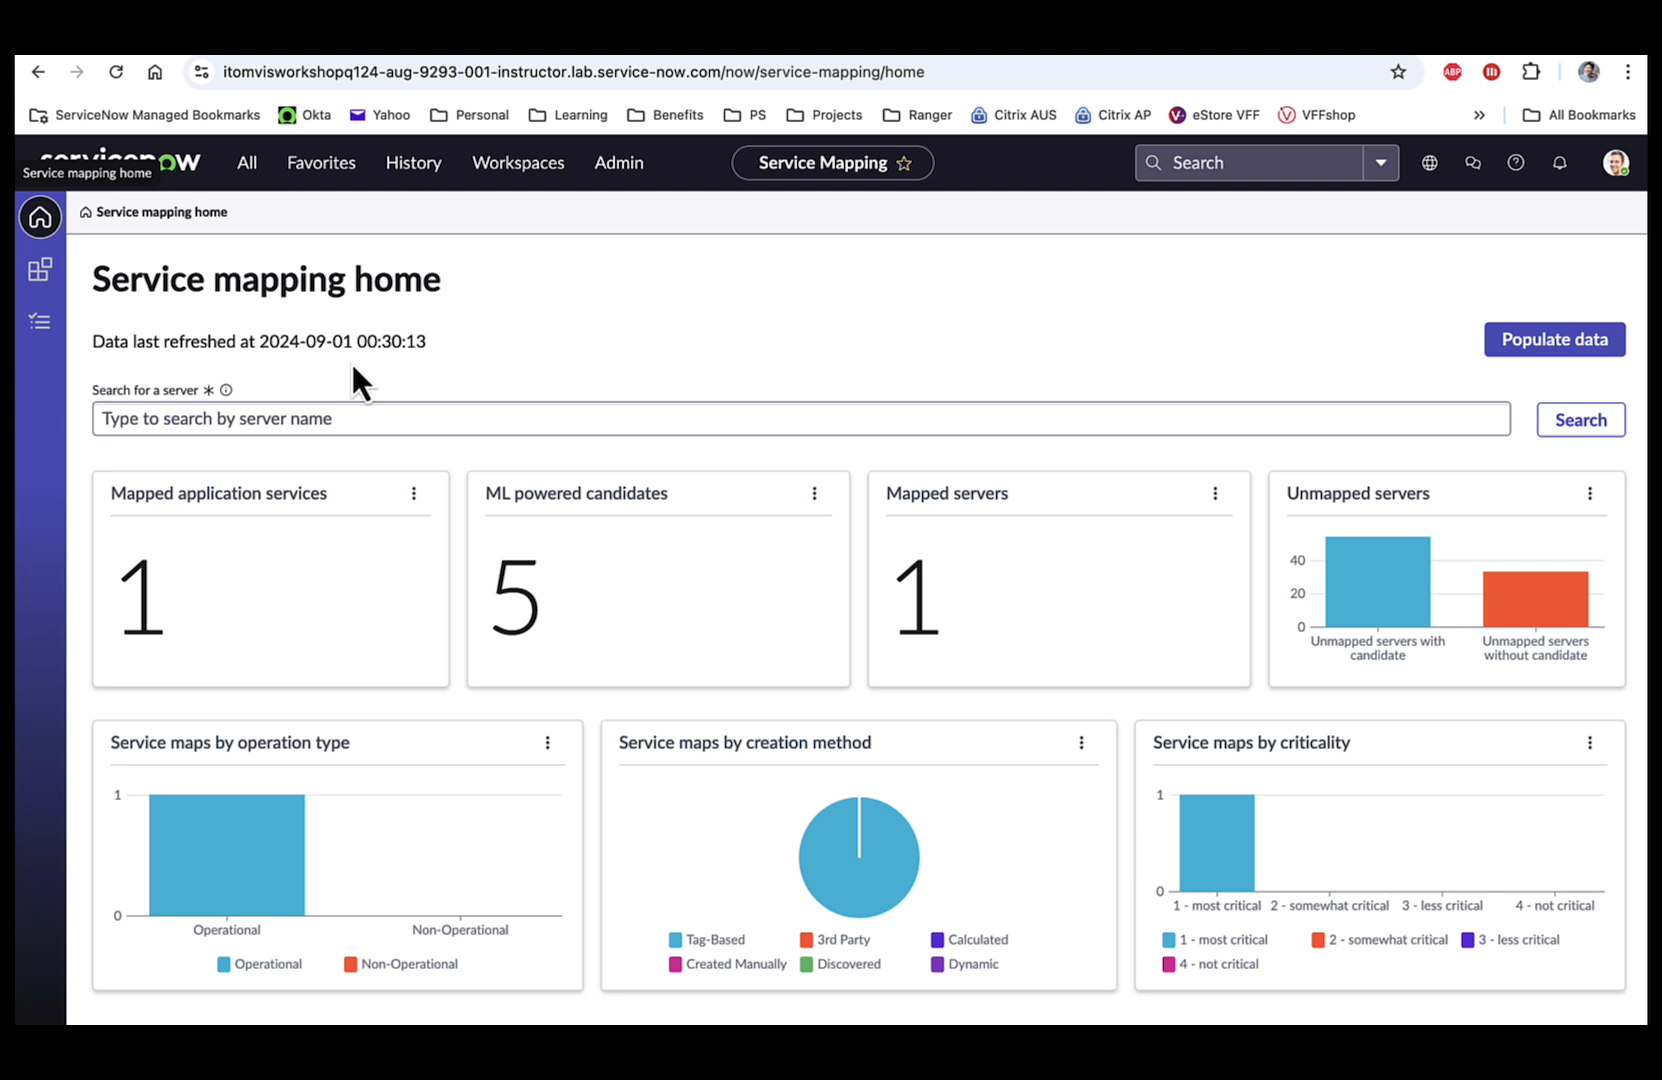 itomvisworkshopq124-aug-9293-001-instructor.lab.service-now.com/now/service-mapping/home
ABP
ServiceNow Managed Bookmarks Okta Yahoo Personal Learning Benefits PS Projects Ranger Citrix AUS Citrix AP eStore VFF VFFshop » All Bookmarks
servicenow All Favorites History Workspaces Admin Service Mapping Search
Service mapping home
Service mapping home
Service mapping home
Data last refreshed at 2024-09-01 00:30:13
Populate data
Search for a server *
Type to search by server name
Search
Mapped application services
1
ML powered candidates
5
Mapped servers
1
Unmapped servers
40
20
0
Unmapped servers with candidate
Unmapped servers without candidate
Service maps by operation type
1
0
Operational Non-Operational
Operational Non-Operational
Service maps by creation method
Tag-Based 3rd Party Calculated
Created Manually Discovered Dynamic
Service maps by criticality
1
0
1 - most critical 2 - somewhat critical 3 - less critical 4 - not critical
1 - most critical 2 - somewhat critical 3 - less critical
4 - not critical